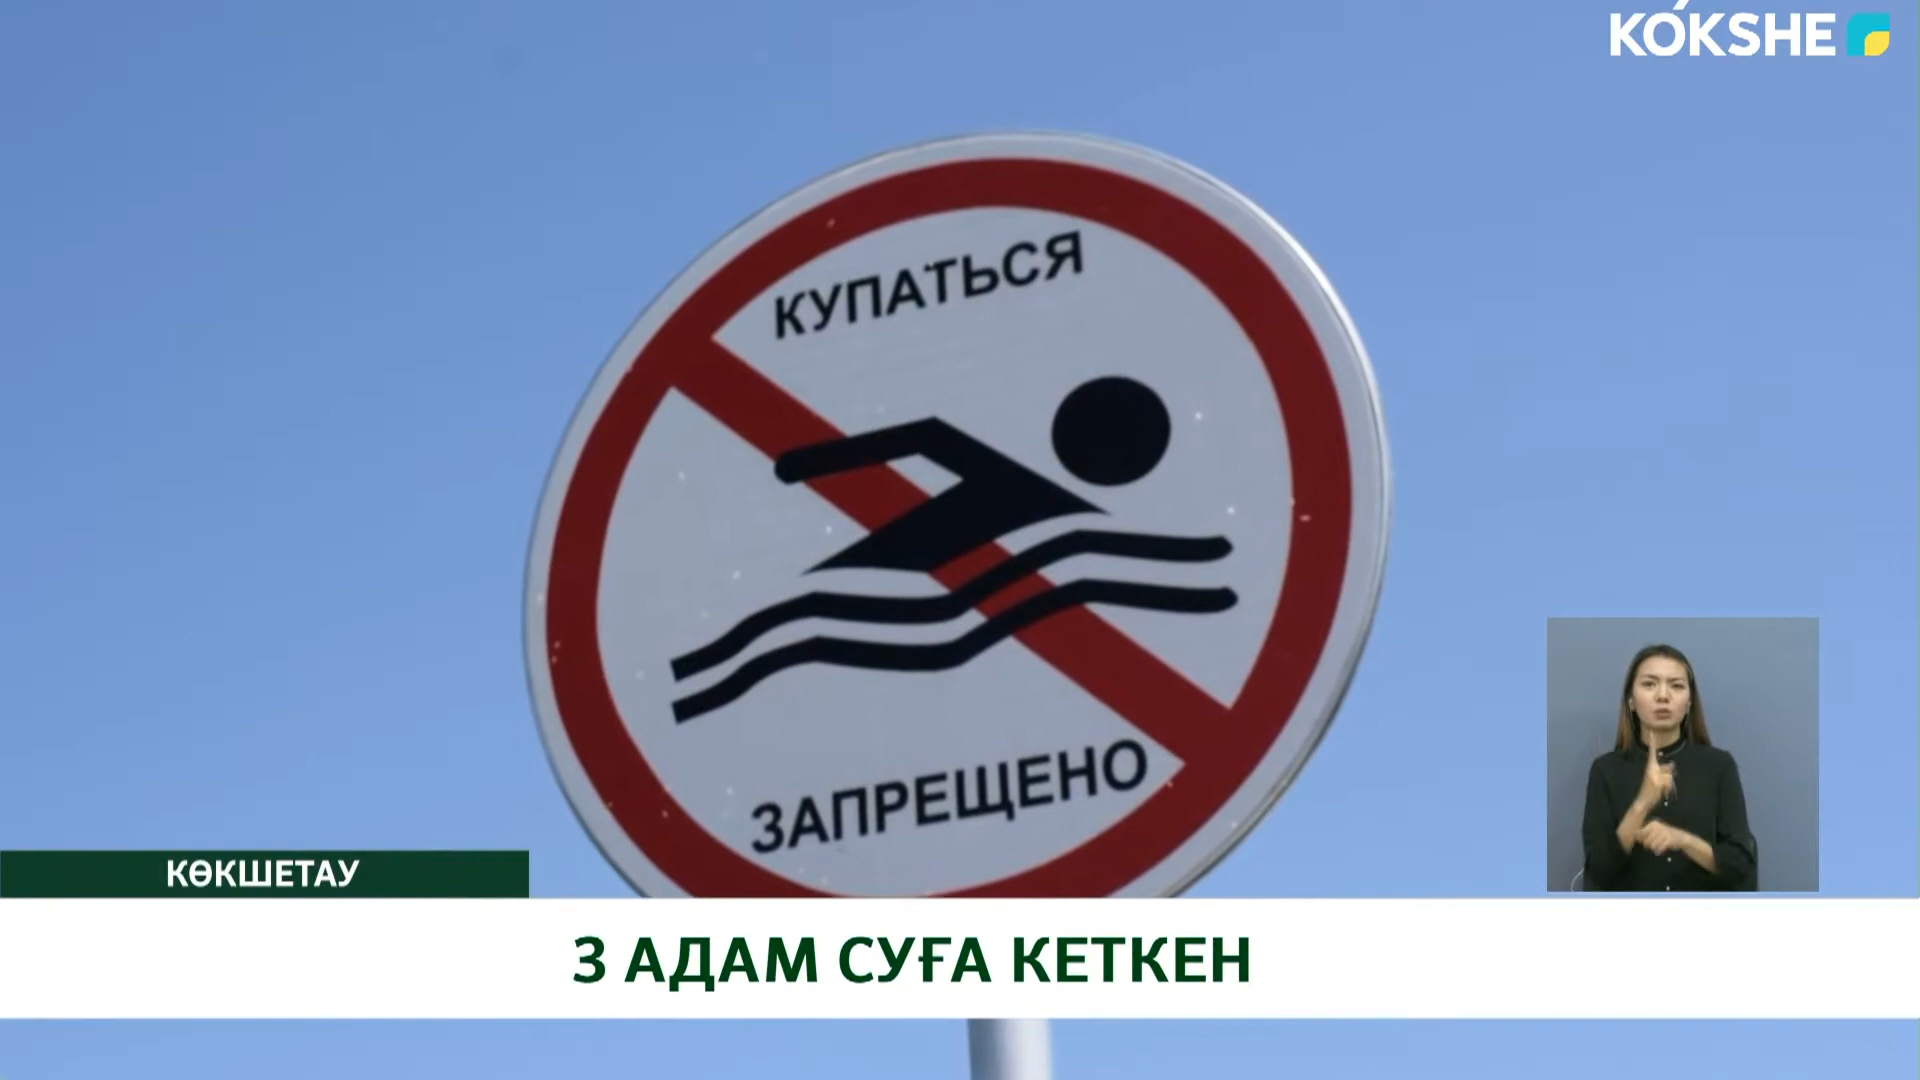 KÓKSHE
КУПАТЬСЯ
ЗАПРЕЩЕНО
КӨКШЕТАУ
3 АДАМ СУҒА КЕТКЕН